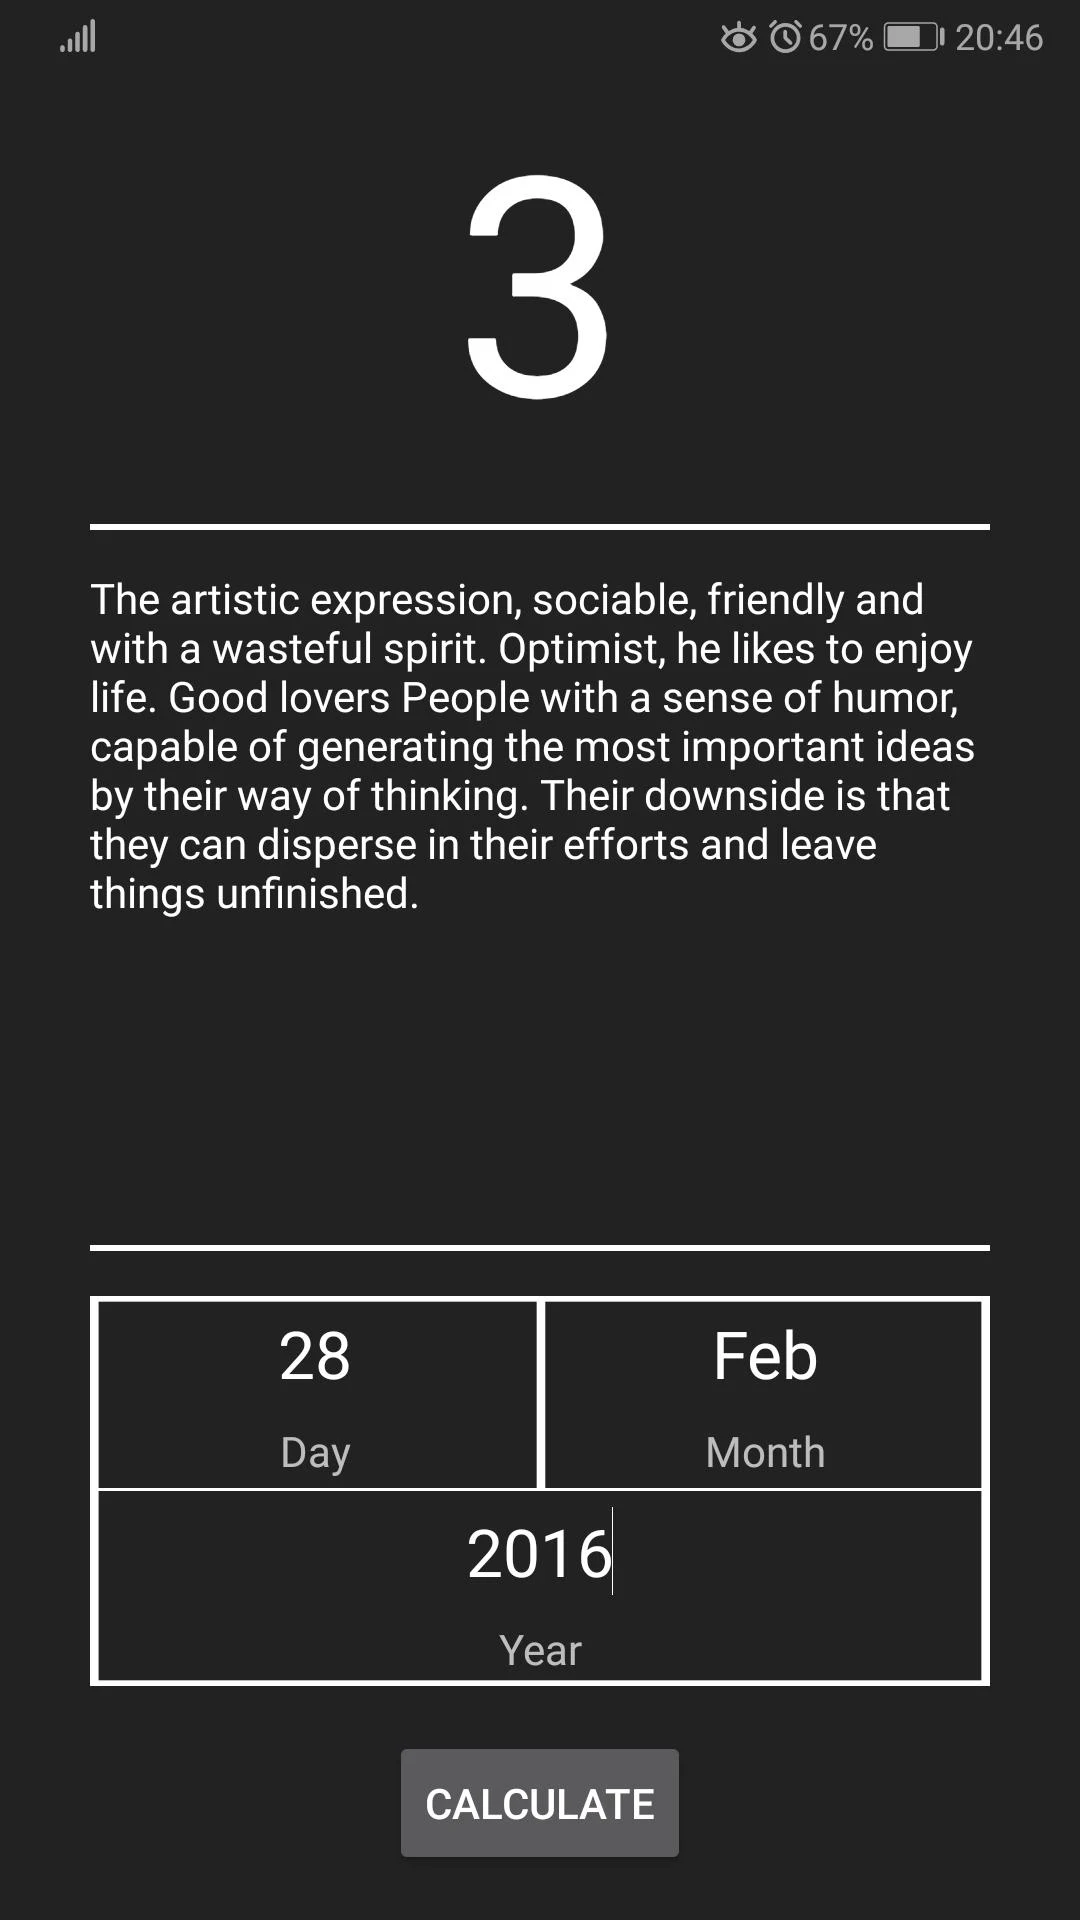 67% 20:46
3
The artistic expression, sociable, friendly and
with a wasteful spirit. Optimist, he likes to enjoy
life. Good lovers People with a sense of humor,
capable of generating the most important ideas
by their way of thinking. Their downside is that
they can disperse in their efforts and leave
things unfinished.
28 Feb
Day Month
2016
Year
CALCULATE